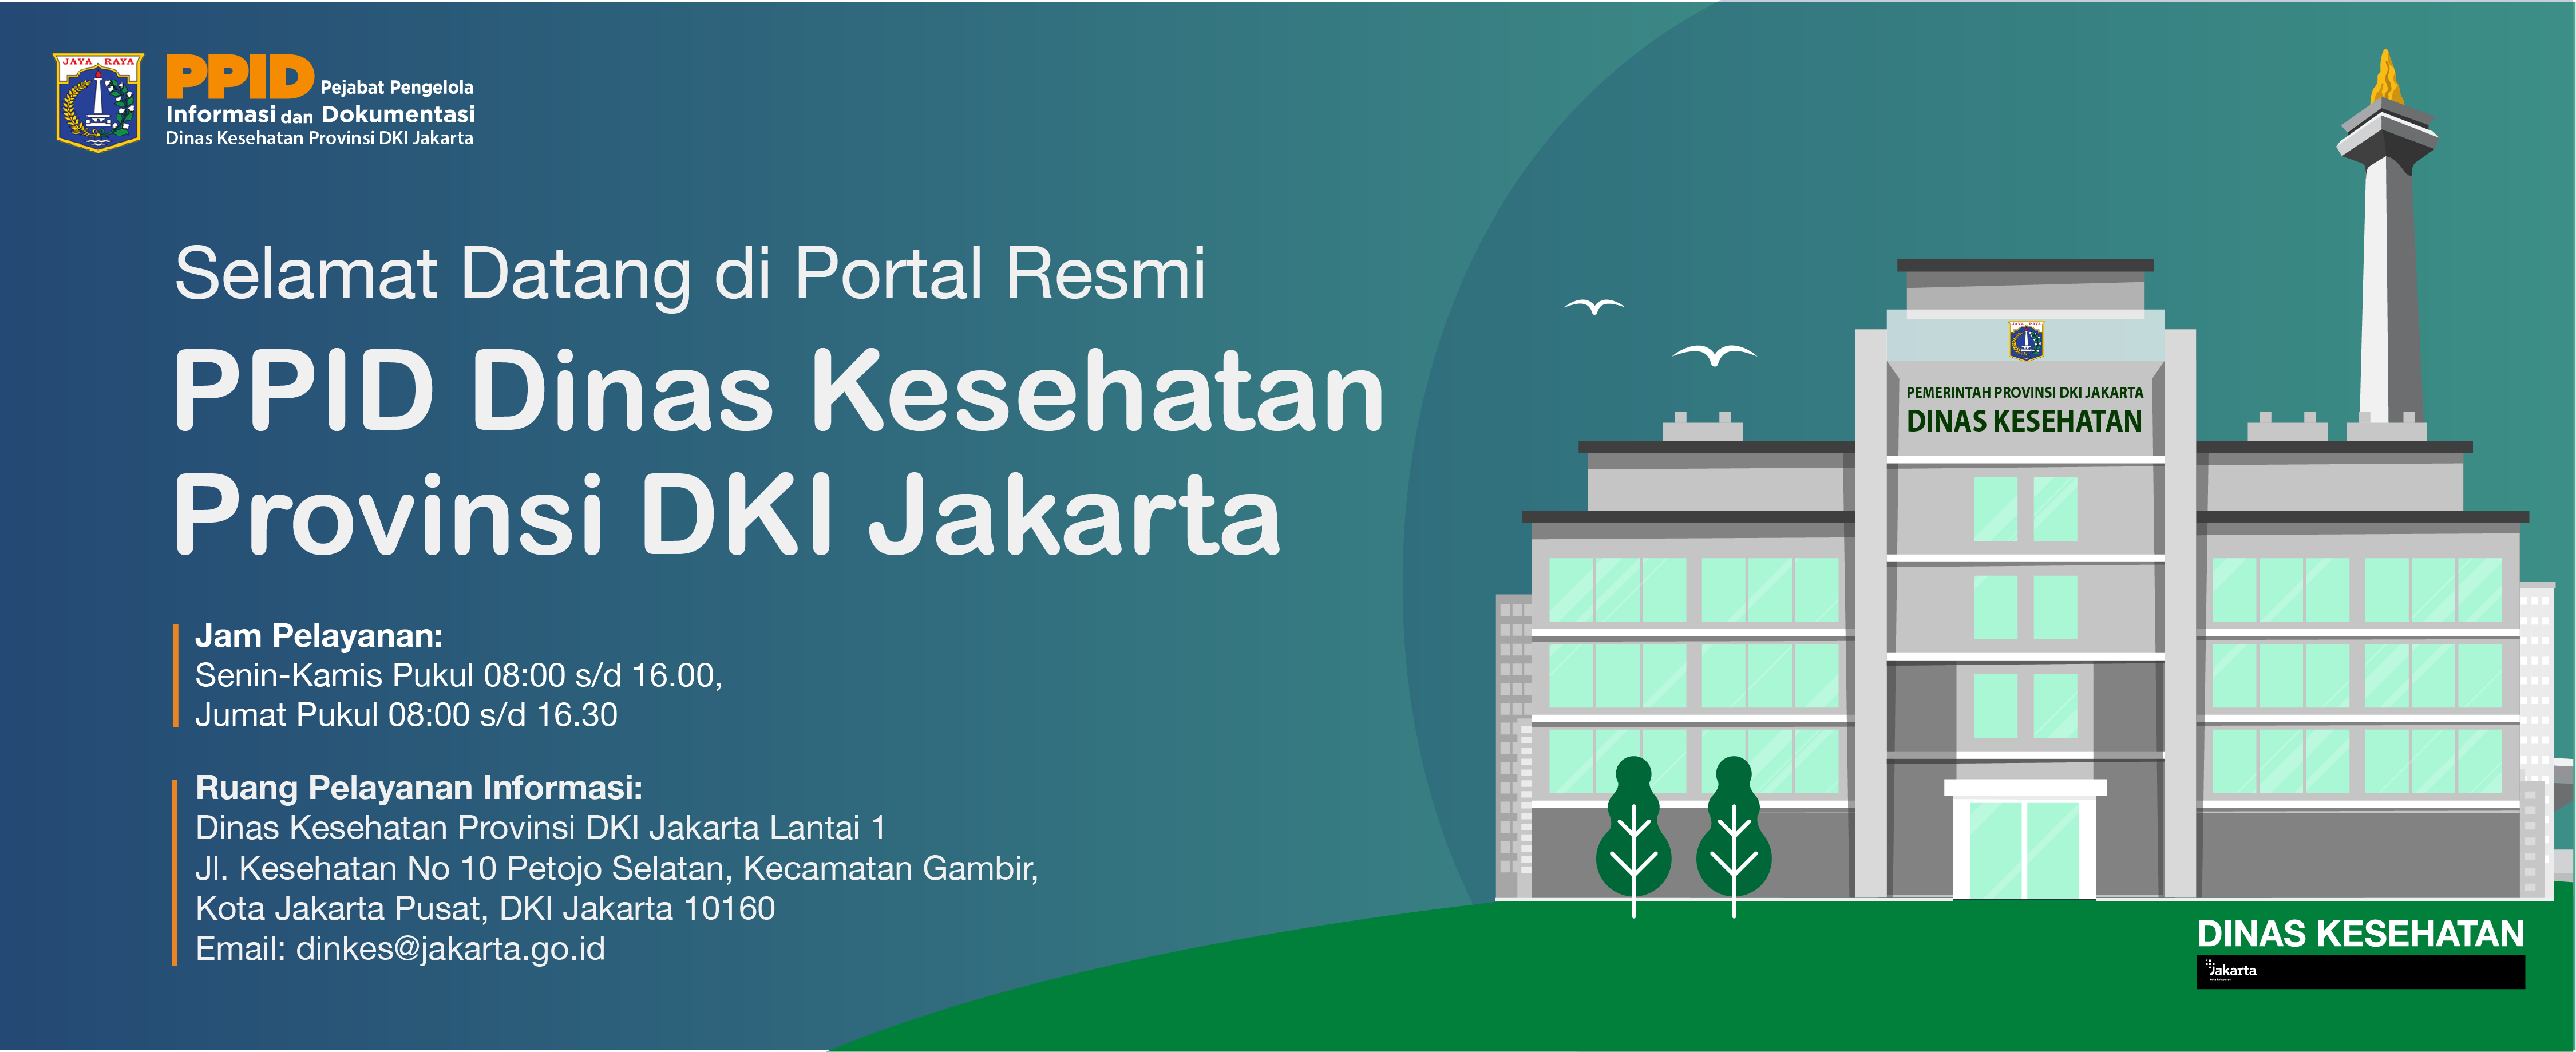 JAYA RAYA
PPID Pejabat Pengelola
Informasi dan Dokumentasi
Dinas Kesehatan Provinsi DKI Jakarta
Selamat Datang di Portal Resmi
PPID Dinas Kesehatan
Provinsi DKI Jakarta
Jam Pelayanan:
Senin-Kamis Pukul 08:00 s/d 16.00,
Jumat Pukul 08:00 s/d 16.30
Ruang Pelayanan Informasi:
Dinas Kesehatan Provinsi DKI Jakarta Lantai 1
Jl. Kesehatan No 10 Petojo Selatan, Kecamatan Gambir,
Kota Jakarta Pusat, DKI Jakarta 10160
Email: dinkes@jakarta.go.id
JAYA RAYA
PEMERINTAH PROVINSI DKI JAKARTA
DINAS KESEHATAN
DINAS KESEHATAN
Jakarta